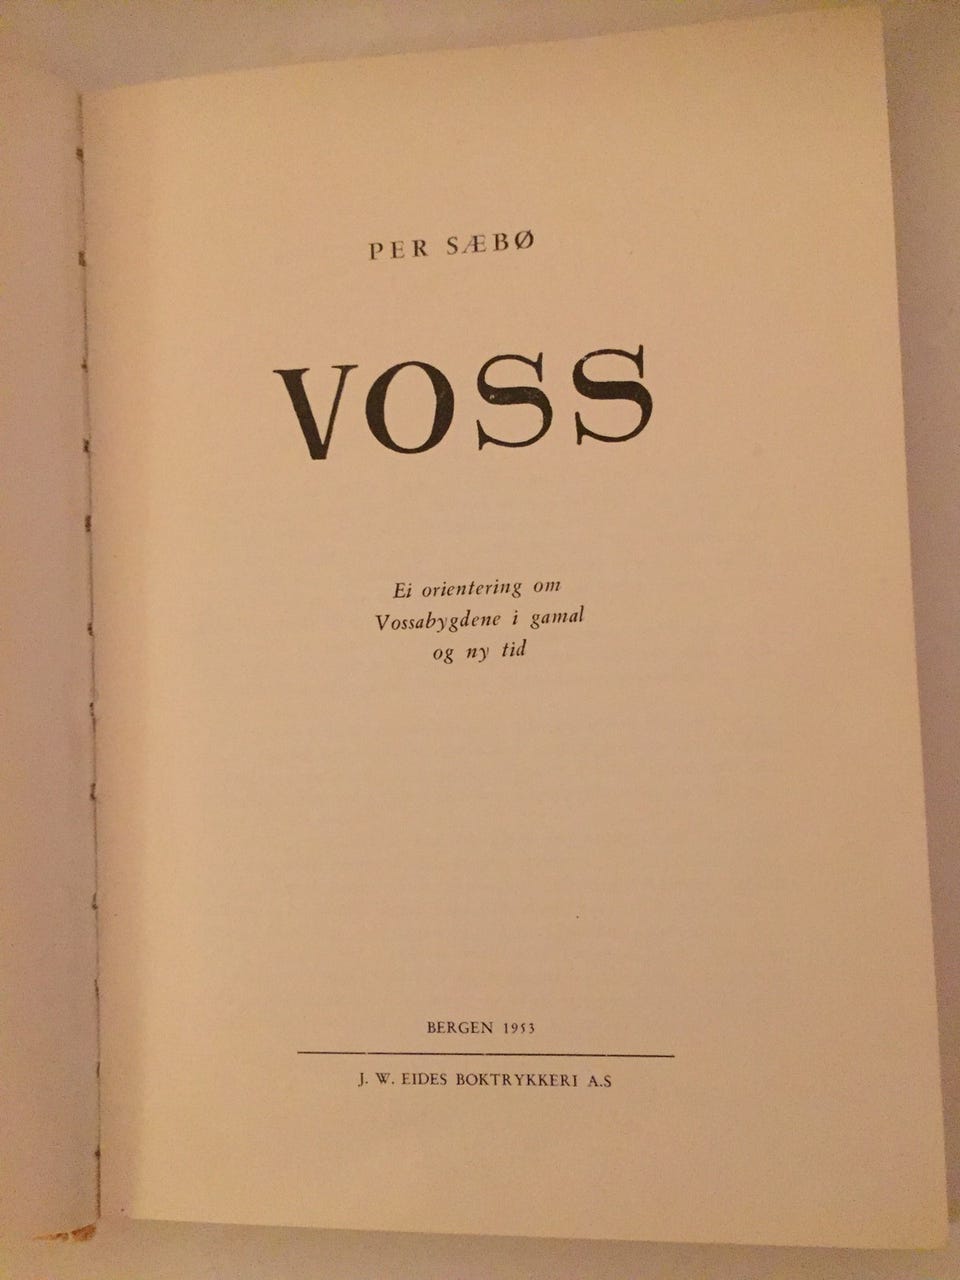 PER SÆBØ
VOSS
Ei orientering om
Vossabygdene i gamal
og ny tid
BERGEN 1953
J. W. EIDES BOKTRYKKERI A.S